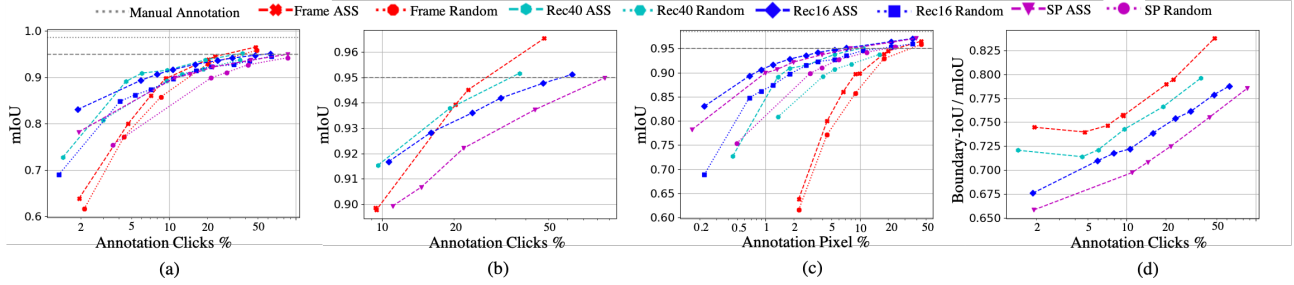 Manual Annotation Frame ASS Frame Random Rec40 ASS Rec40 Random Rec16 ASS Rec16 Random SP ASS SP Random
mIoU
1.0
0.9
0.8
0.7
0.6
2 5 10 20 50
Annotation Clicks %
(a)
mIoU
0.96
0.95
0.94
0.93
0.92
0.91
0.90
10 20 50
Annotation Clicks %
(b)
mIoU
0.95
0.90
0.85
0.80
0.75
0.70
0.65
0.60
0.2 0.5 1 2 5 10 20 50
Annotation Pixel %
(c)
Boundary-IoU / mIoU
0.825
0.800
0.775
0.750
0.725
0.700
0.675
0.650
2 5 10 20 50
Annotation Clicks %
(d)